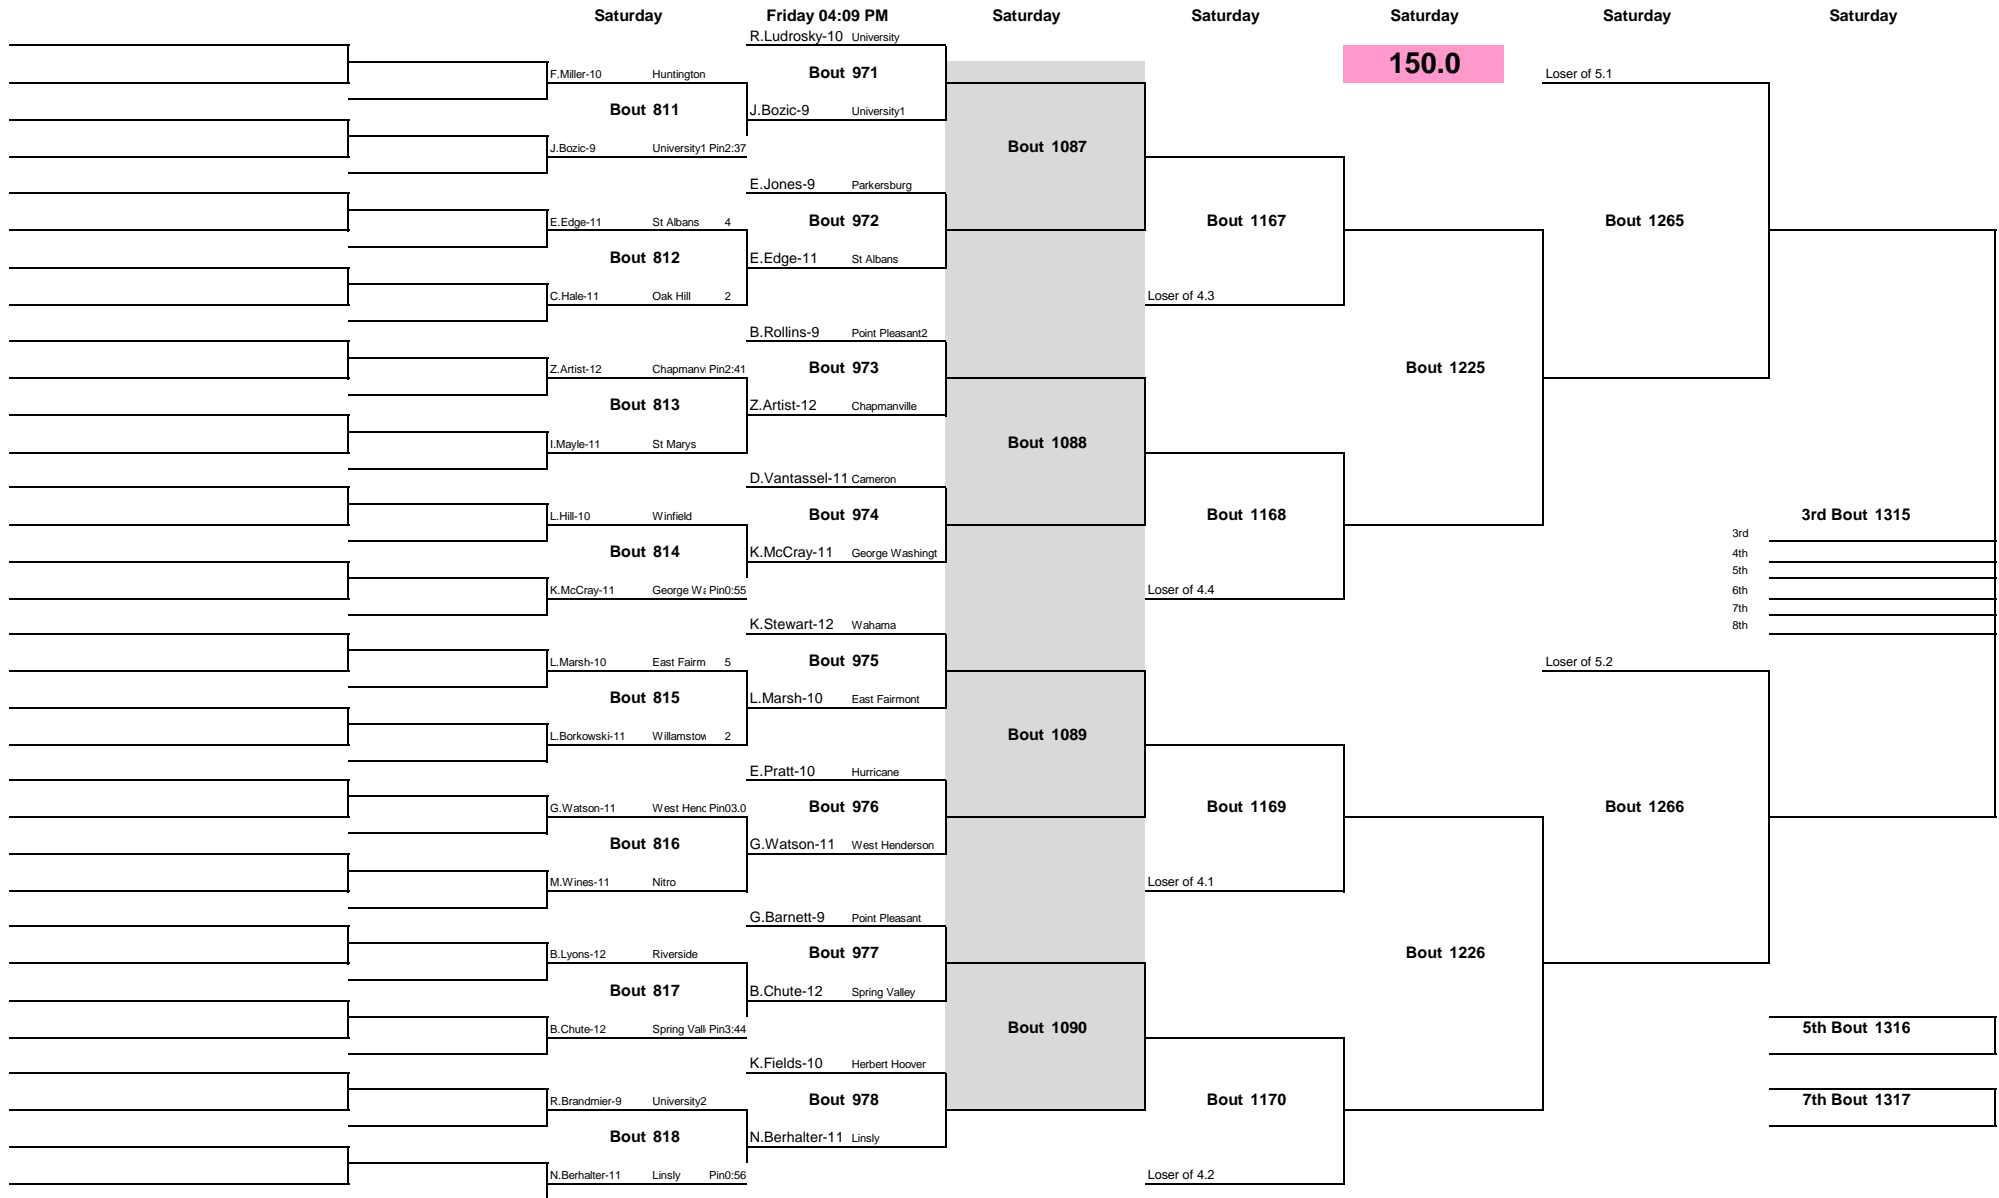 Saturday Friday 04:09 PM Saturday Saturday Saturday Saturday Saturday
R.Ludrosky-10 University
150.0
F.Miller-10 Huntington Bout 971 Loser of 5.1
Bout 811 J.Bozic-9 University1
J.Bozic-9 University1 Pin2:37 Bout 1087
E.Jones-9 Parkersburg
E.Edge-11 St Albans 4 Bout 972 Bout 1167 Bout 1265
Bout 812 E.Edge-11 St Albans
C.Hale-11 Oak Hill 2 Loser of 4.3
B.Rollins-9 Point Pleasant2
Z.Artist-12 Chapmanvi Pin2:41 Bout 973 Bout 1225
Bout 813 Z.Artist-12 Chapmanville
I.Mayle-11 St Marys Bout 1088
D.Vantassel-11 Cameron
L.Hill-10 Winfield Bout 974 Bout 1168 3rd Bout 1315
3rd
Bout 814 K.McCray-11 George Washingt 4th
5th
K.McCray-11 George Wa Pin0:55 Loser of 4.4 6th
7th
K.Stewart-12 Wahama 8th
L.Marsh-10 East Fairm 5 Bout 975 Loser of 5.2
Bout 815 L.Marsh-10 East Fairmont
L.Borkowski-11 Willamstow 2 Bout 1089
E.Pratt-10 Hurricane
G.Watson-11 West Henc Pin03.0 Bout 976 Bout 1169 Bout 1266
Bout 816 G.Watson-11 West Henderson
M.Wines-11 Nitro Loser of 4.1
G.Barnett-9 Point Pleasant
B.Lyons-12 Riverside Bout 977 Bout 1226
Bout 817 B.Chute-12 Spring Valley
B.Chute-12 Spring Vall Pin3:44 Bout 1090 5th Bout 1316
K.Fields-10 Herbert Hoover
R.Brandmier-9 University2 Bout 978 Bout 1170 7th Bout 1317
Bout 818 N.Berhalter-11 Linsly
N.Berhalter-11 Linsly Pin0:56 Loser of 4.2